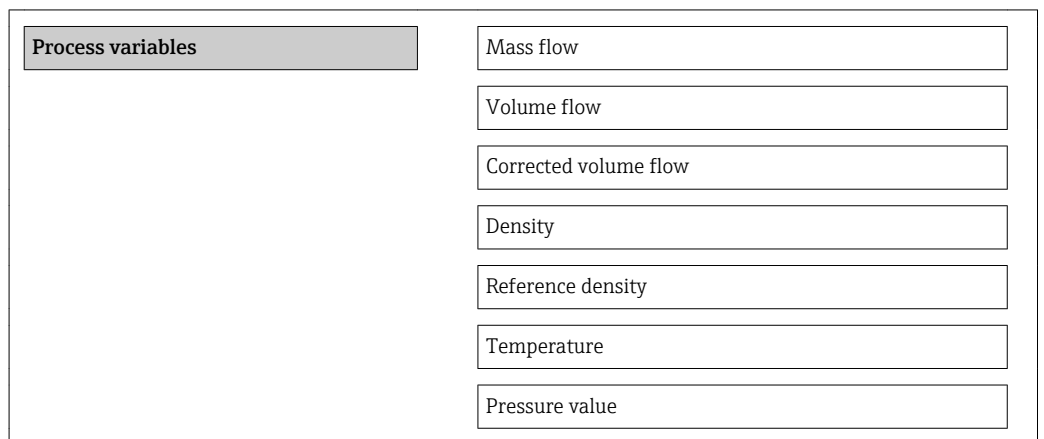 Process variables
Mass flow
Volume flow
Corrected volume flow
Density
Reference density
Temperature
Pressure value